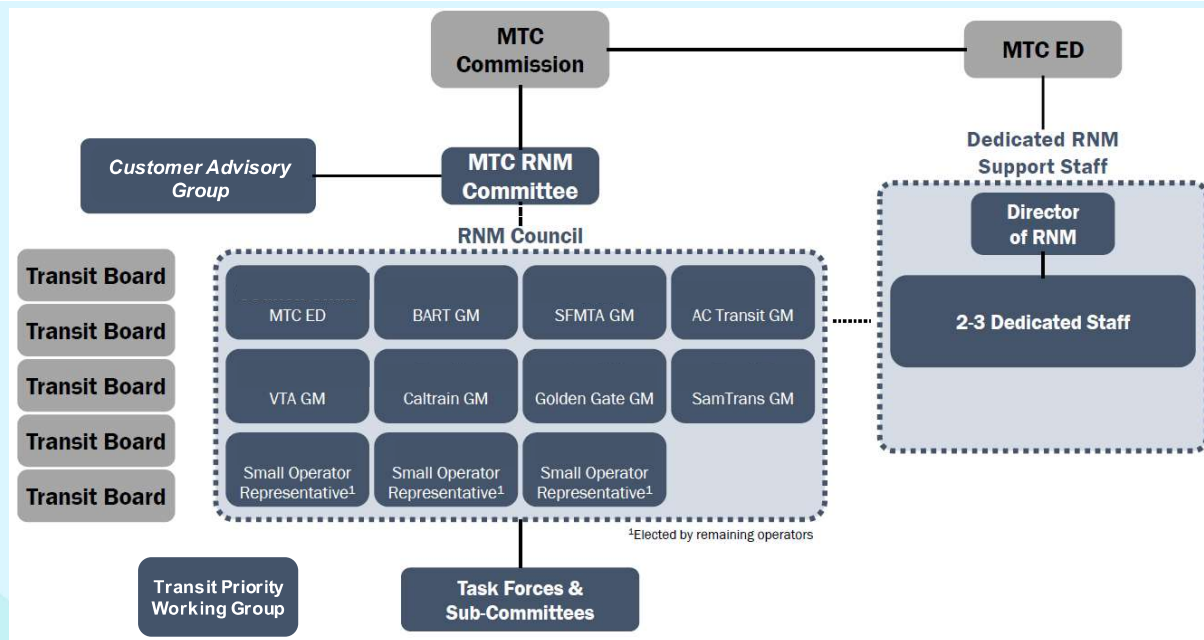 MTC
Commission
MTC ED
Customer Advisory
Group
MTC RNM
Committee
Dedicated RNM
Support Staff
RNM Council
Director
of RNM
2-3 Dedicated Staff
Transit Board
Transit Board
Transit Board
Transit Board
Transit Board
MTC ED
BART GM
SFMTA GM
AC Transit GM
VTA GM
Caltrain GM
Golden Gate GM
SamTrans GM
Small Operator
Representative¹
Small Operator
Representative¹
Small Operator
Representative¹
¹Elected by remaining operators
Transit Priority
Working Group
Task Forces &
Sub-Committees